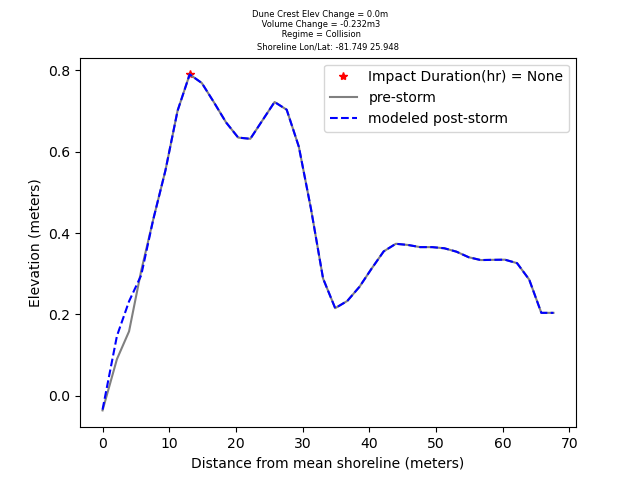 Dune Crest Elev Change = 0.0m
Volume Change = -0.232m3
Regime = Collision
Shoreline Lon/Lat: -81.749 25.948
Impact Duration(hr) = None
pre-storm
modeled post-storm
0.8
0.6
0.4
0.2
0.0
Elevation (meters)
0 10 20 30 40 50 60 70
Distance from mean shoreline (meters)